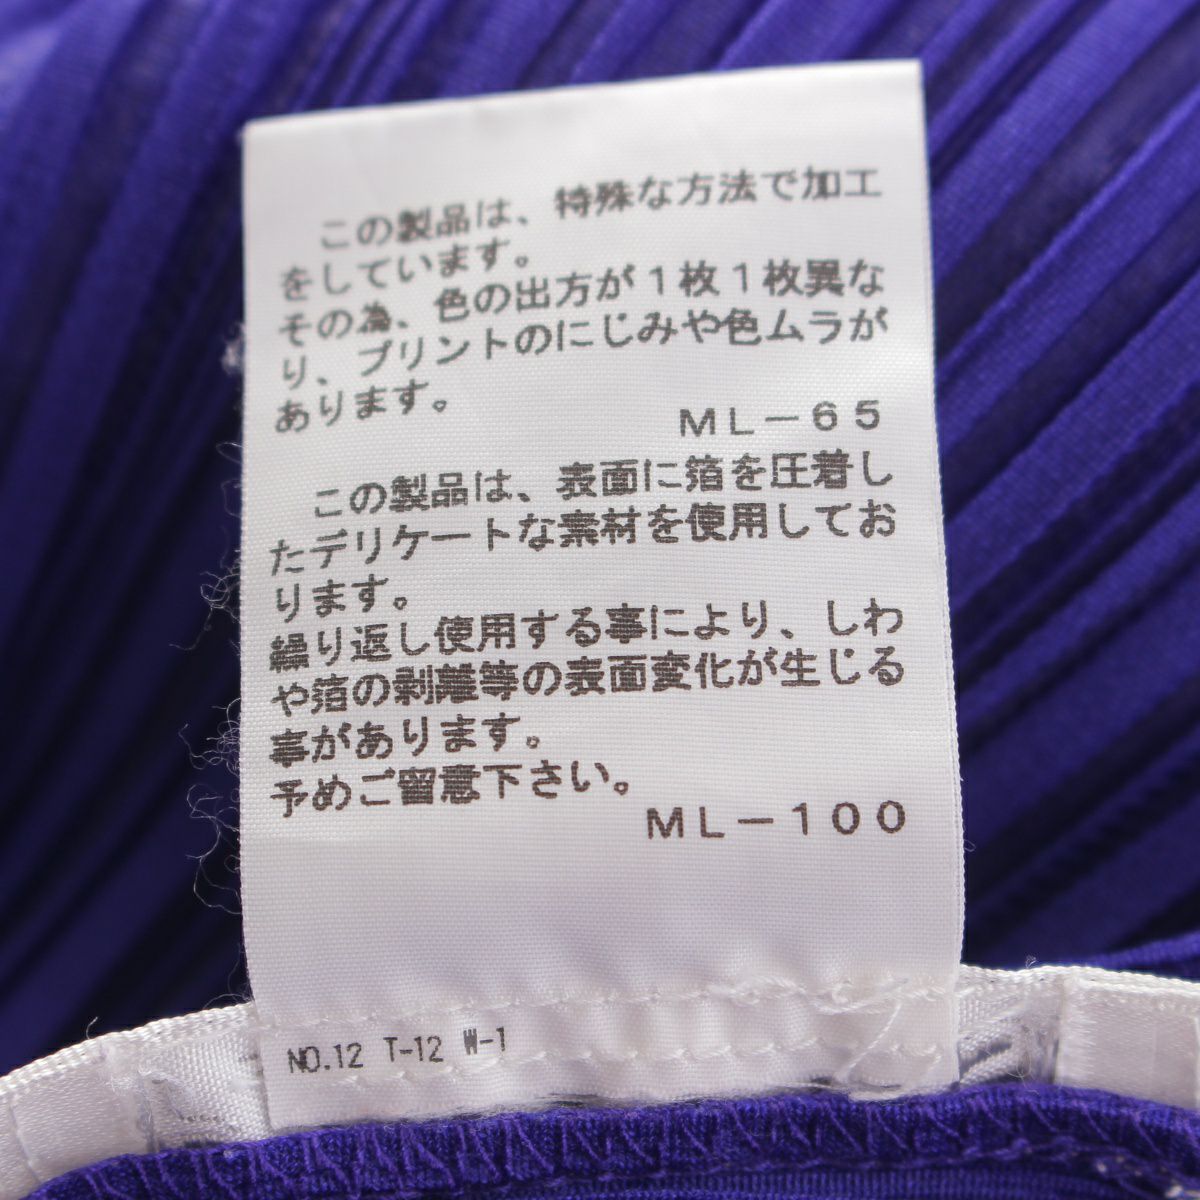 この製品は、特殊な方法で加工
をしています。
その為、色の出方が１枚１枚異な
り、プリントのにじみや色ムラが
あります。
ＭＬ－６５
この製品は、表面に箔を圧着し
たデリケートな素材を使用してお
ります。
繰り返し使用する事により、しわ
や箔の剥離等の表面変化が生じる
事があります。
予めご留意下さい。
ＭＬ－１００
NO.12 T-12 W-1